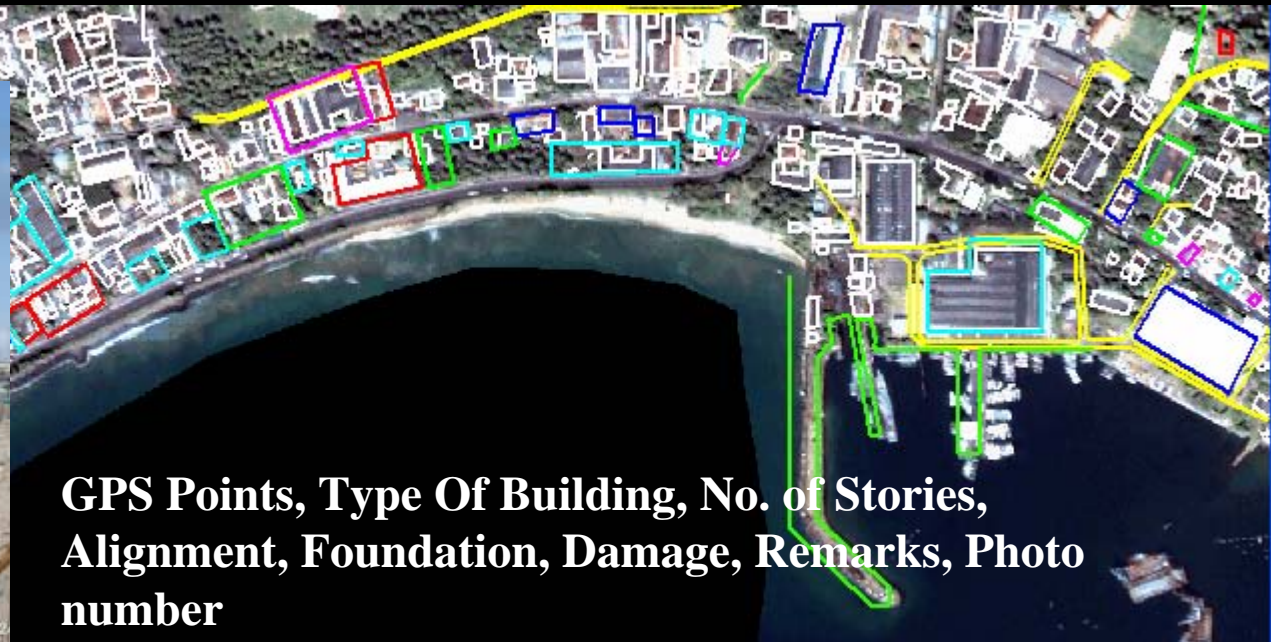 GPS Points, Type Of Building, No. of Stories,
Alignment, Foundation, Damage, Remarks, Photo
number